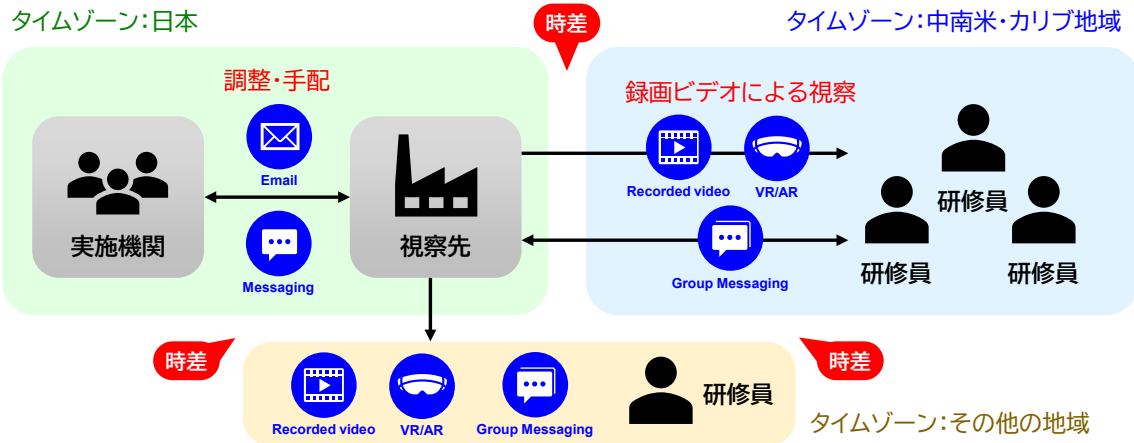 タイムゾーン：日本
時差
タイムゾーン：中南米・カリブ地域
調整・手配
録画ビデオによる視察
Email
Recorded video
VR/AR
研修員
実施機関
視察先
Messaging
Group Messaging
研修員
研修員
時差
時差
Recorded video
VR/AR
Group Messaging
研修員
タイムゾーン：その他の地域